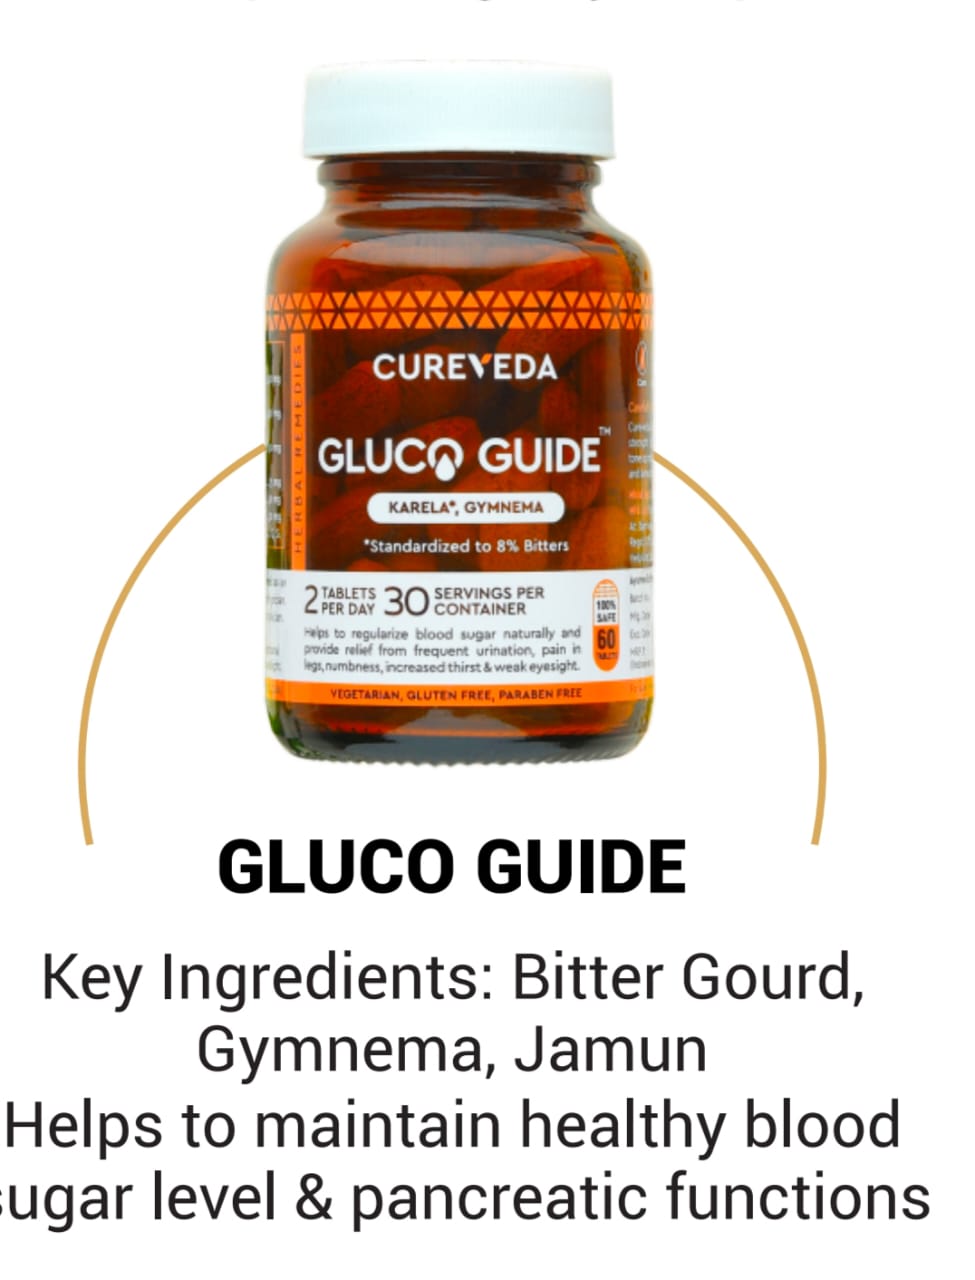 CUREVEDA
GLUCO GUIDE™
KARELA*, GYMNEMA
*Standardized to 8% Bitters
HERBAL REMEDIES
2 TABLETS PER DAY 30 SERVINGS PER CONTAINER
Helps to regularize blood sugar naturally and
provide relief from frequent urination, pain in
legs, numbness, increased thirst & weak eyesight.
100%
SAFE
60
TABLETS
VEGETARIAN, GLUTEN FREE, PARABEN FREE
GLUCO GUIDE
Key Ingredients: Bitter Gourd,
Gymnema, Jamun
Helps to maintain healthy blood
sugar level & pancreatic functions